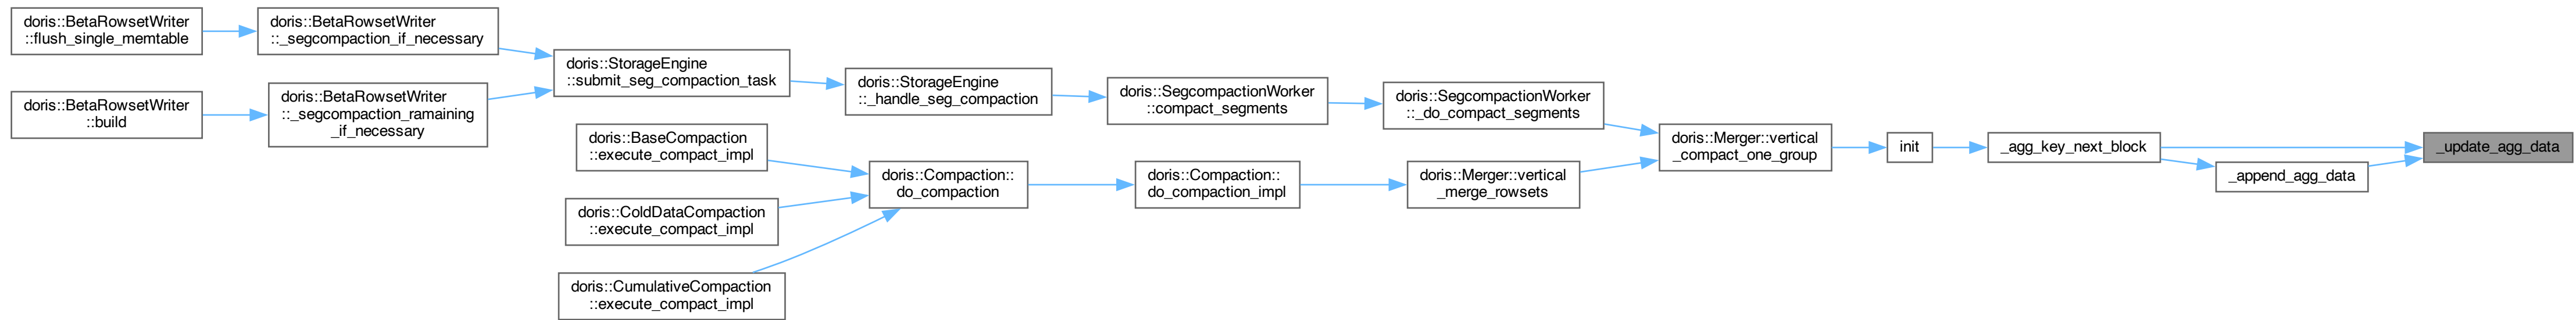 doris::BetaRowsetWriter
::flush_single_memtable
doris::BetaRowsetWriter
::_segcompaction_if_necessary
doris::BetaRowsetWriter
::build
doris::BetaRowsetWriter
::_segcompaction_ramaining
_if_necessary
doris::StorageEngine
::submit_seg_compaction_task
doris::StorageEngine
::_handle_seg_compaction
doris::SegcompactionWorker
::compact_segments
doris::SegcompactionWorker
::_do_compact_segments
doris::BaseCompaction
::execute_compact_impl
doris::ColdDataCompaction
::execute_compact_impl
doris::CumulativeCompaction
::execute_compact_impl
doris::Compaction::
do_compaction
doris::Compaction::
do_compaction_impl
doris::Merger::vertical
_merge_rowsets
doris::Merger::vertical
_compact_one_group
init
_agg_key_next_block
_append_agg_data
_update_agg_data